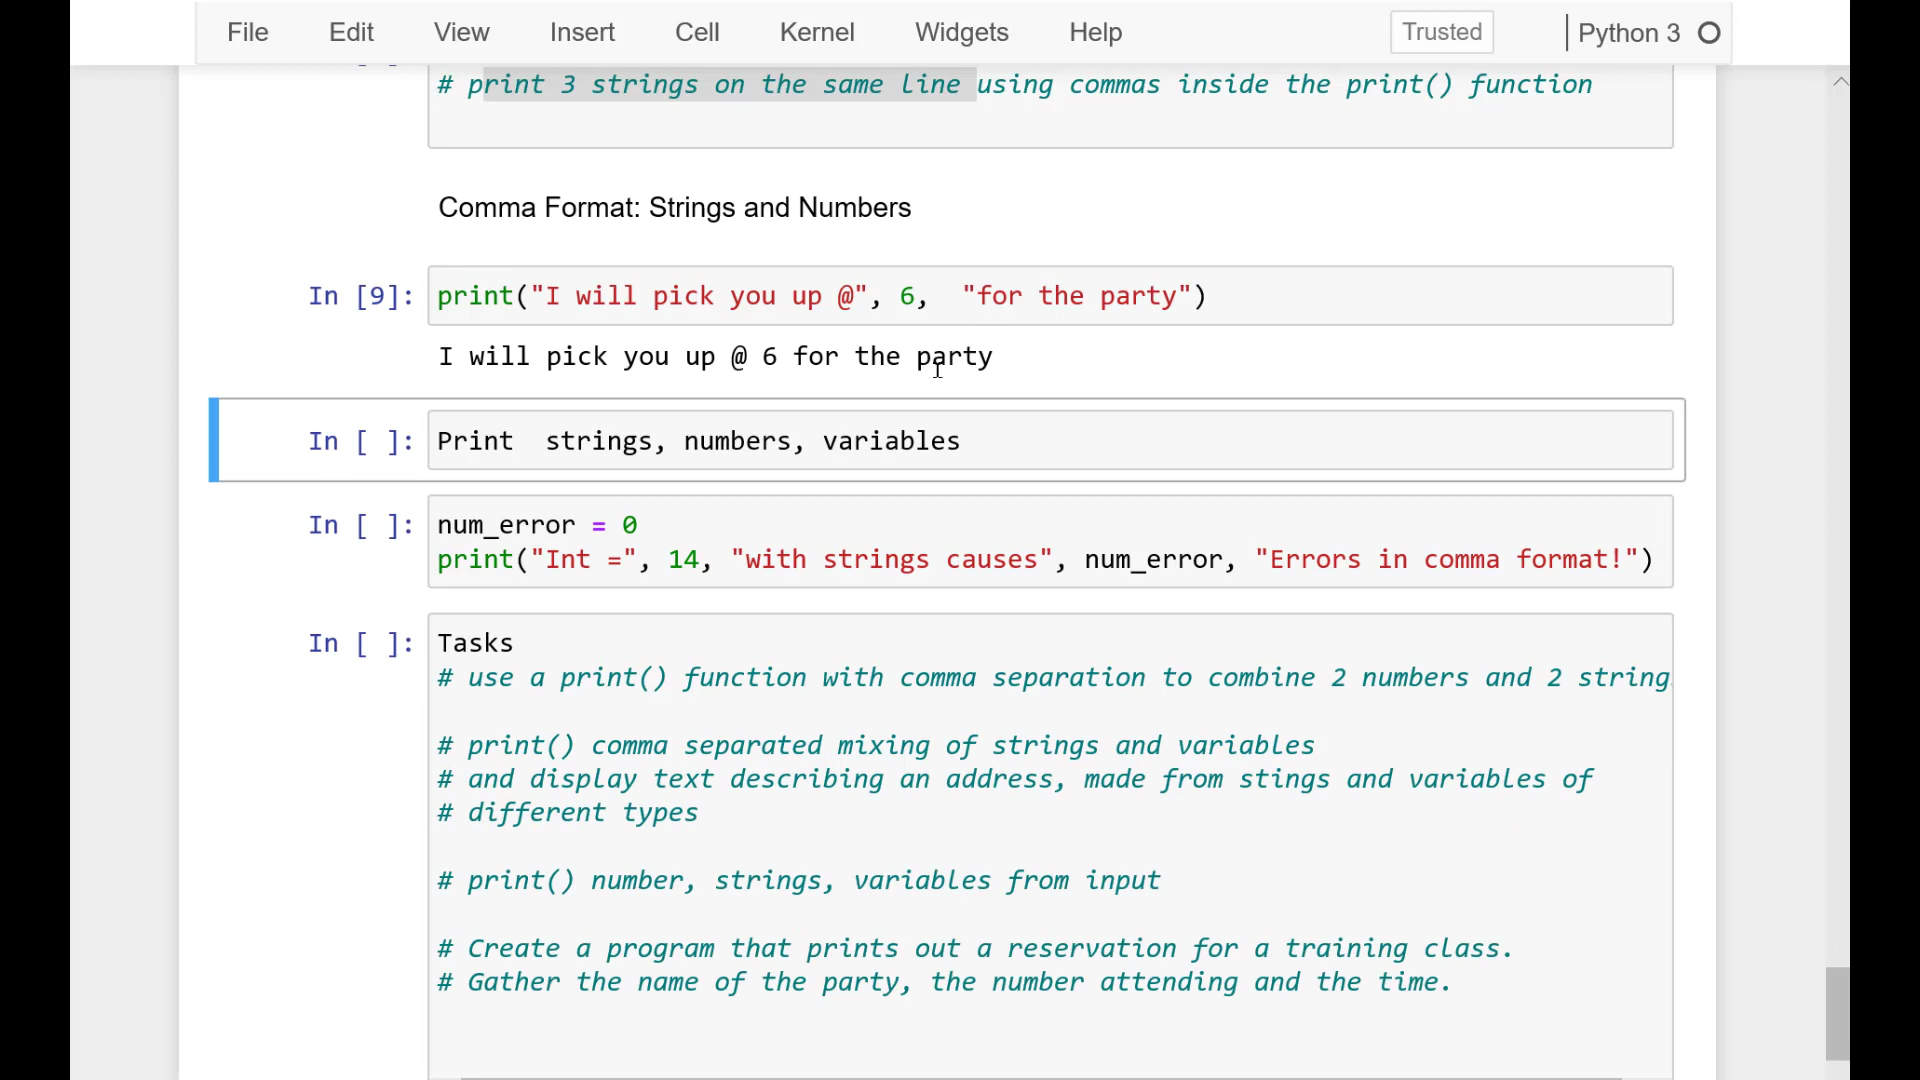 File Edit View Insert Cell Kernel Widgets Help Trusted Python 3
# print 3 strings on the same line using commas inside the print() function
Comma Format: Strings and Numbers
In [9]: print("I will pick you up @", 6,  "for the party")
I will pick you up @ 6 for the party
In [ ]: Print  strings, numbers, variables
In [ ]: num_error = 0
print("Int =", 14, "with strings causes", num_error, "Errors in comma format!")
In [ ]: Tasks
# use a print() function with comma separation to combine 2 numbers and 2 string
# print() comma separated mixing of strings and variables
# and display text describing an address, made from stings and variables of
# different types
# print() number, strings, variables from input
# Create a program that prints out a reservation for a training class.
# Gather the name of the party, the number attending and the time.